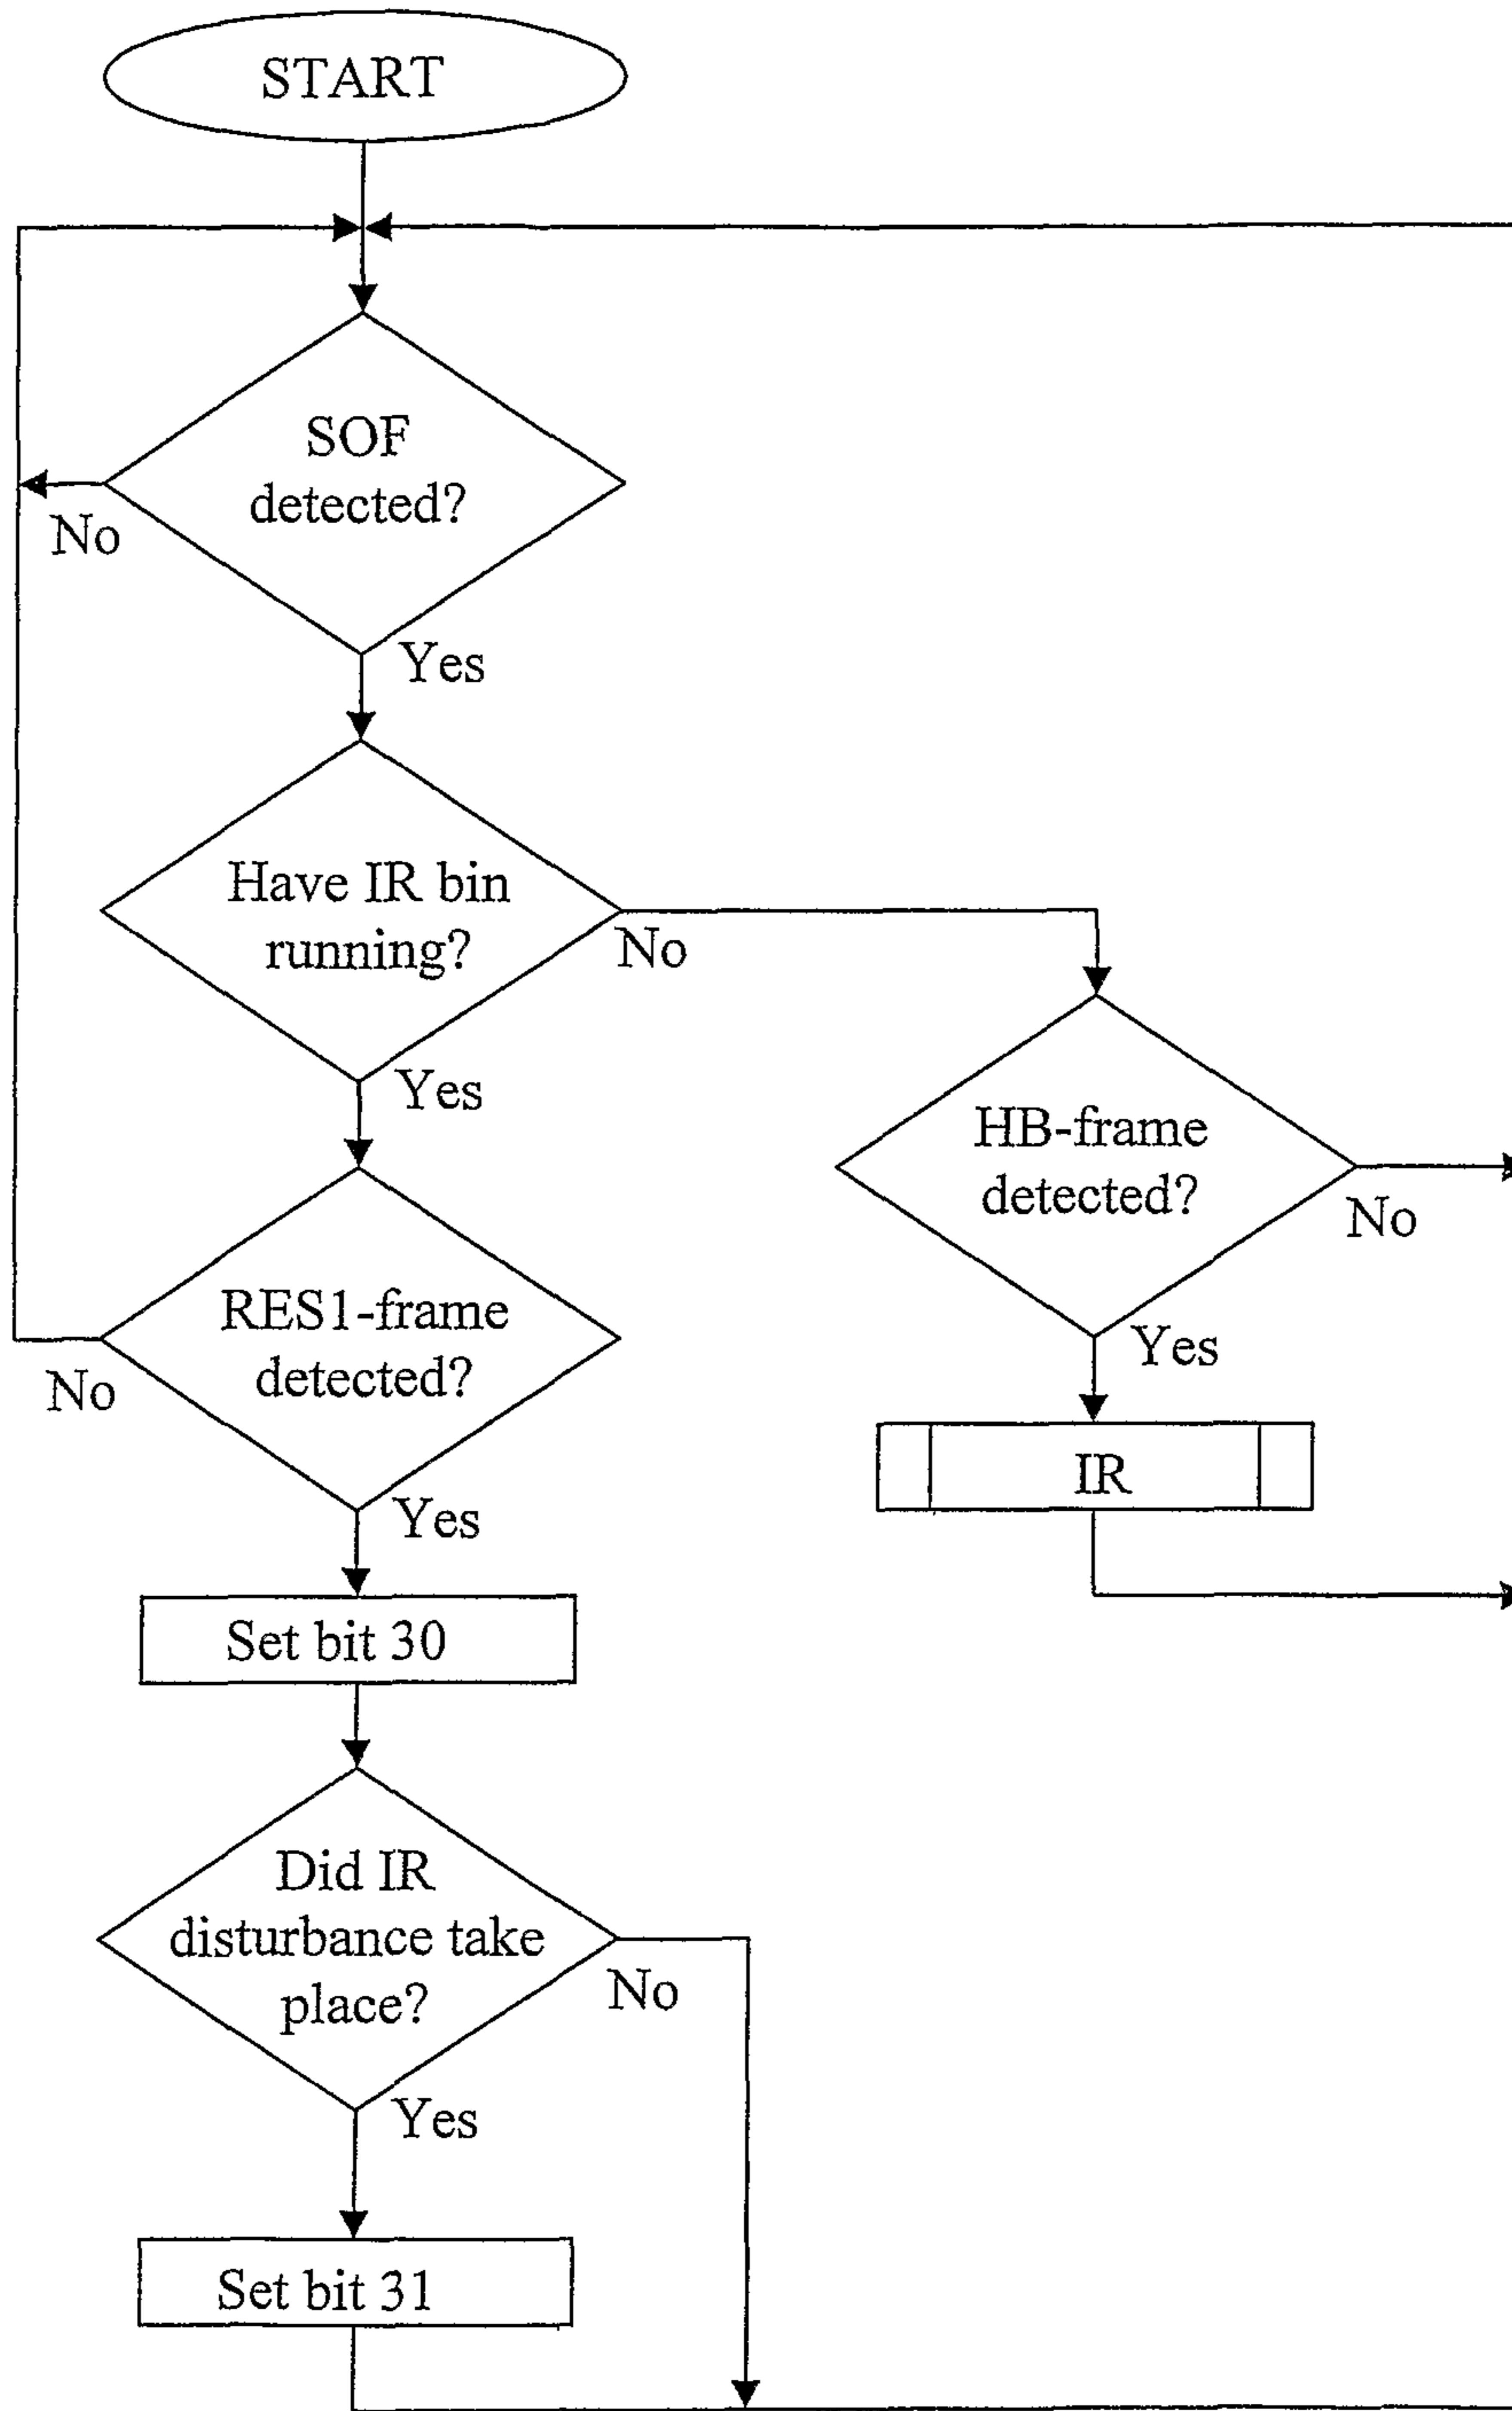 START
SOF
detected?
No
Yes
Have IR bin
running?
No
Yes
HB-frame
detected?
No
Yes
IR
RES1-frame
detected?
No
Yes
Set bit 30
Did IR
disturbance take
place?
No
Yes
Set bit 31